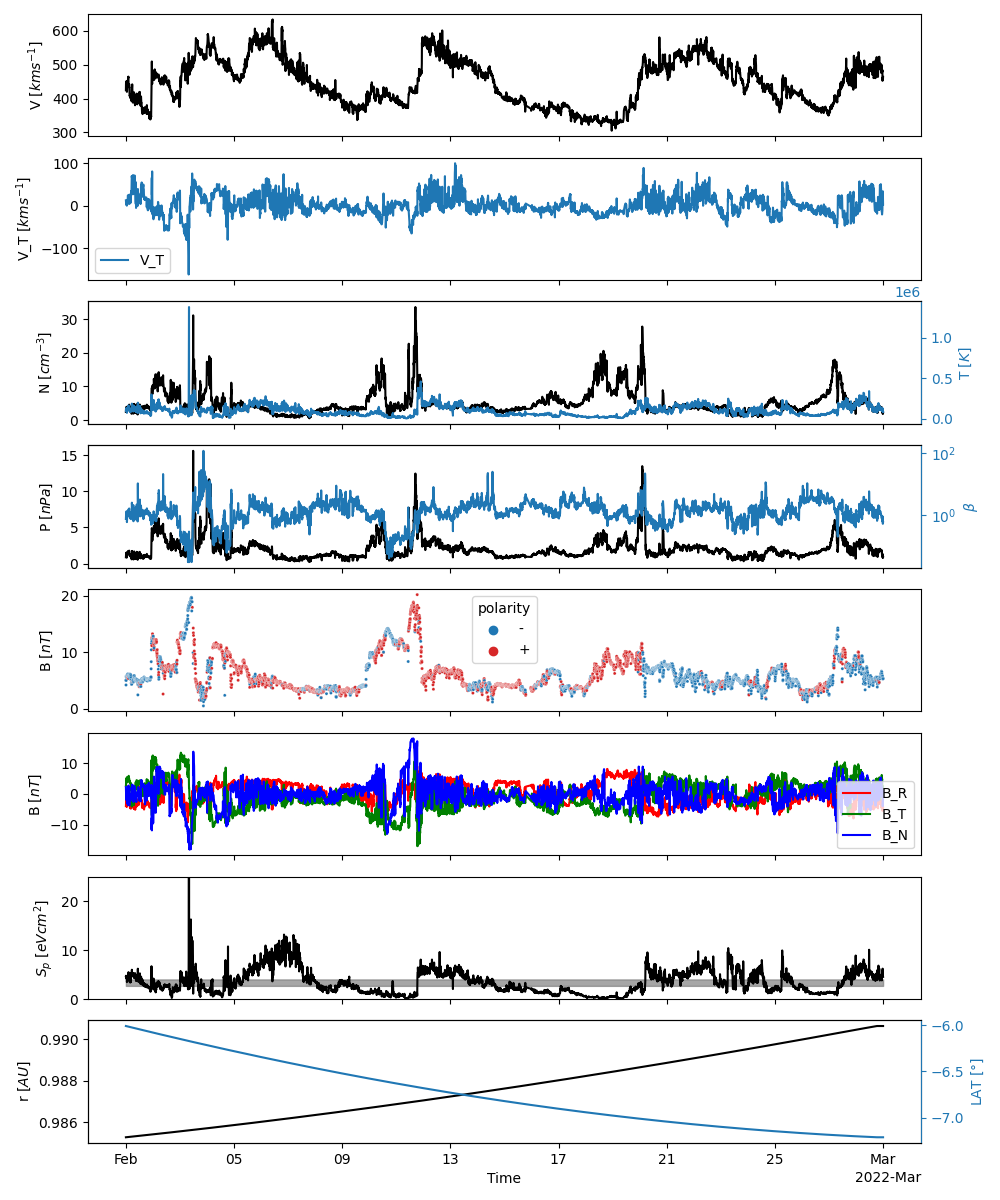 600
500
400
300
V [kms⁻¹]
100
0
−100
V_T [kms⁻¹]
V_T
1e6
30
20
10
0
N [cm⁻³]
1.0
0.5
0.0
T [K]
15
10
5
0
P [nPa]
10²
10⁰
β
20
10
0
B [nT]
polarity
-
+
10
0
−10
B [nT]
B_R
B_T
B_N
20
10
0
Sₚ [eVcm²]
0.990
0.988
0.986
r [AU]
−6.0
−6.5
−7.0
LAT [°]
Feb 05 09 13 17 21 25 Mar
Time
2022-Mar